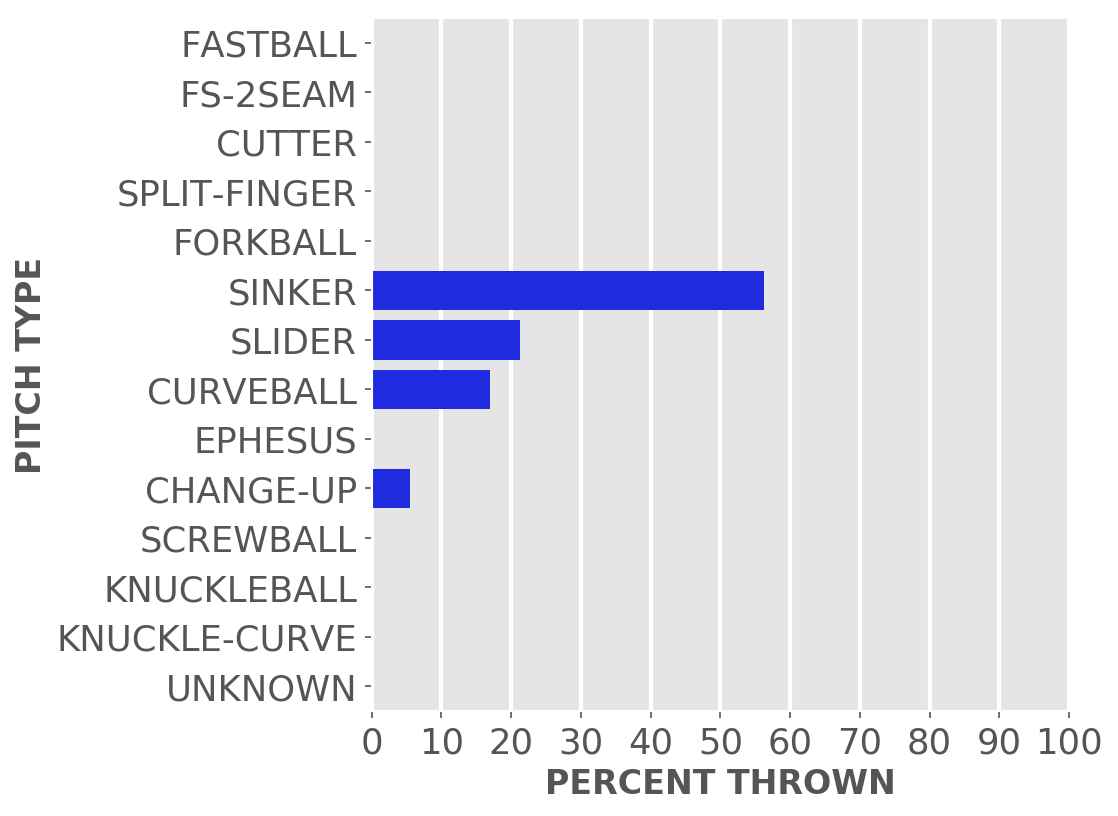 FASTBALL
FS-2SEAM
CUTTER
SPLIT-FINGER
FORKBALL
SINKER
SLIDER
CURVEBALL
EPHESUS
CHANGE-UP
SCREWBALL
KNUCKLEBALL
KNUCKLE-CURVE
UNKNOWN
PITCH TYPE
0 10 20 30 40 50 60 70 80 90 100
PERCENT THROWN